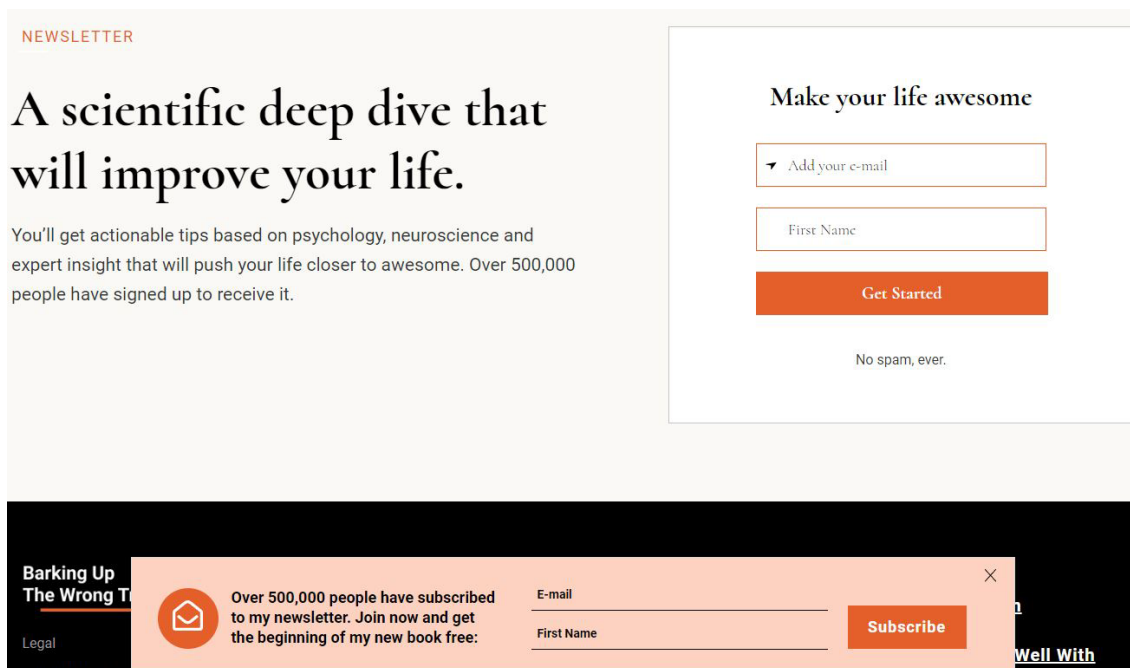 NEWSLETTER
A scientific deep dive that
will improve your life.
You'll get actionable tips based on psychology, neuroscience and
expert insight that will push your life closer to awesome. Over 500,000
people have signed up to receive it.
Make your life awesome
Add your e-mail
First Name
Get Started
No spam, ever.
Barking Up
The Wrong
Legal
Over 500,000 people have subscribed
to my newsletter. Join now and get
the beginning of my new book free:
E-mail
First Name
Subscribe
Well With